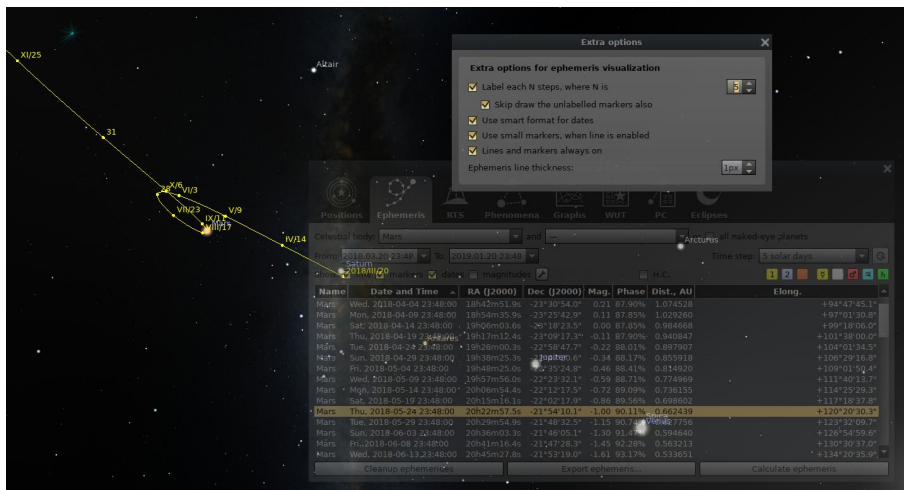 XI/25
Altair
Extra options
Extra options for ephemeris visualization
Label each N steps, where N is 5
Skip draw the unlabelled markers also
Use smart format for dates
Use small markers, when line is enabled
Lines and markers always on
Ephemeris line thickness: 1px
31
X/6
VI/3
VII/23
IX/11
VIII/17
V/9
IV/14
2018/III/20
Saturn
Arcturus
Antares
Jupiter
Venus
Positions Ephemeris RTS Phenomena Graphs WUT PC Eclipses
Celestial body: Mars and --- all naked-eye planets
From: 2018.03.20 23:48 To: 2019.01.20 23:48 Time step: 5 solar days
markers dates magnitudes H.C. 1 2
Name Date and Time RA (J2000) Dec (J2000) Mag. Phase Dist., AU Elong.
Mars Wed, 2018-04-04 23:48:00 18h42m51.9s -23°30'54.0" 0.21 87.90% 1.074528 +94°47'45.1"
Mars Mon, 2018-04-09 23:48:00 18h54m35.9s -23°25'42.9" 0.11 87.85% 1.029260 +97°01'30.8"
Mars Sat, 2018-04-14 23:48:00 19h06m03.6s -23°18'23.5" 0.00 87.85% 0.984668 +99°18'06.0"
Mars Thu, 2018-04-19 23:48:00 19h17m12.4s -23°09'17.3" -0.11 87.90% 0.940847 +101°38'00.0"
Mars Tue, 2018-04-24 23:48:00 19h28m00.3s -22°58'47.7" -0.22 88.01% 0.897907 +104°01'34.5"
Mars Sun, 2018-04-29 23:48:00 19h38m25.3s -0.34 88.17% 0.855918 +106°29'16.8"
Mars Fri, 2018-05-04 23:48:00 19h48m25.0s -22°35'24.8" -0.46 88.41% 0.814920 +109°01'50.4"
Mars Wed, 2018-05-09 23:48:00 19h57m56.0s -22°23'32.1" -0.59 88.71% 0.774969 +111°40'13.7"
Mars Mon, 2018-05-14 23:48:00 20h06m54.4s -22°12'17.5" -0.72 89.09% 0.736155 +114°25'29.3"
Mars Sat, 2018-05-19 23:48:00 20h15m16.1s -22°02'17.9" -0.86 89.56% 0.698608 +117°18'37.8"
Mars Thu, 2018-05-24 23:48:00 20h22m57.5s -21°54'10.1" -1.00 90.11% 0.662439 +120°20'30.3"
Mars Tue, 2018-05-29 23:48:00 20h29m54.9s -21°48'32.5" -1.15 +123°32'09.7"
Mars Sun, 2018-06-03 23:48:00 20h36m03.3s -21°46'05.1" -1.30 0.594640 +126°54'59.6"
Mars Fri, 2018-06-08 23:48:00 20h41m16.4s -21°47'28.3" -1.45 92.28% 0.563213 +130°30'37.0"
Mars Wed, 2018-06-13 23:48:00 20h45m27.8s -21°53'19.0" -1.61 93.17% 0.533651 +134°20'35.9"
Cleanup ephemerides Export ephemeris... Calculate ephemeris